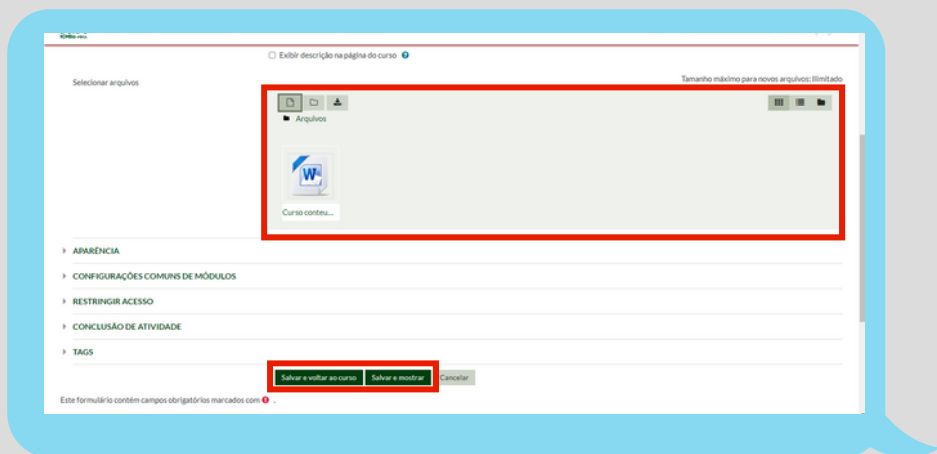 Exibir descrição na página do curso
Selecionar arquivos
Tamanho máximo para novos arquivos: Ilimitado
Arquivos
W
Curso conteu...
APARÊNCIA
CONFIGURAÇÕES COMUNS DE MÓDULOS
RESTRINGIR ACESSO
CONCLUSÃO DE ATIVIDADE
TAGS
Salvar e voltar ao curso Salvar e mostrar Cancelar
Este formulário contém campos obrigatórios marcados com .